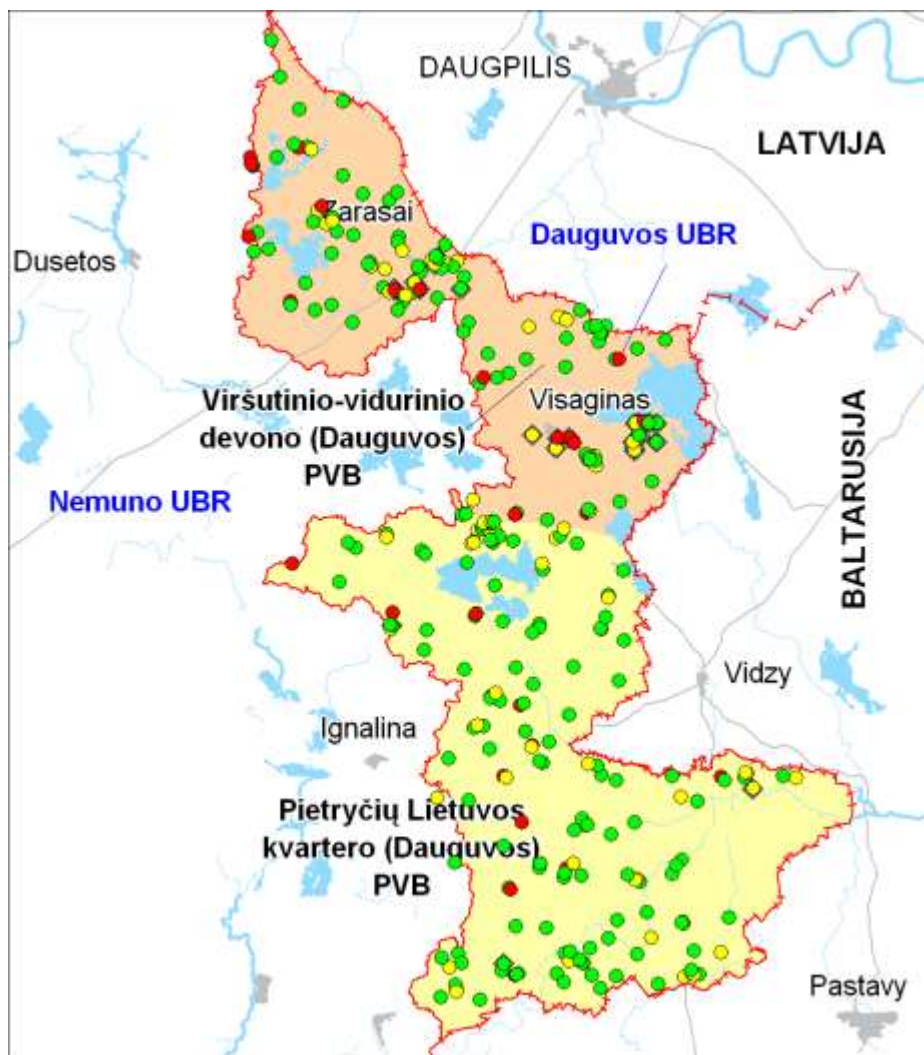 DAUGPILIS
LATVIJA
Zarasai
Dauguvos UBR
Dusetos
Viršutinio-vidurinio
devono (Dauguvos)
PVB
Visaginas
Nemuno UBR
BALTARUSIJA
Vidzy
Ignalina
Pietryčių Lietuvos
kvartero (Dauguvos)
PVB
Pastavy